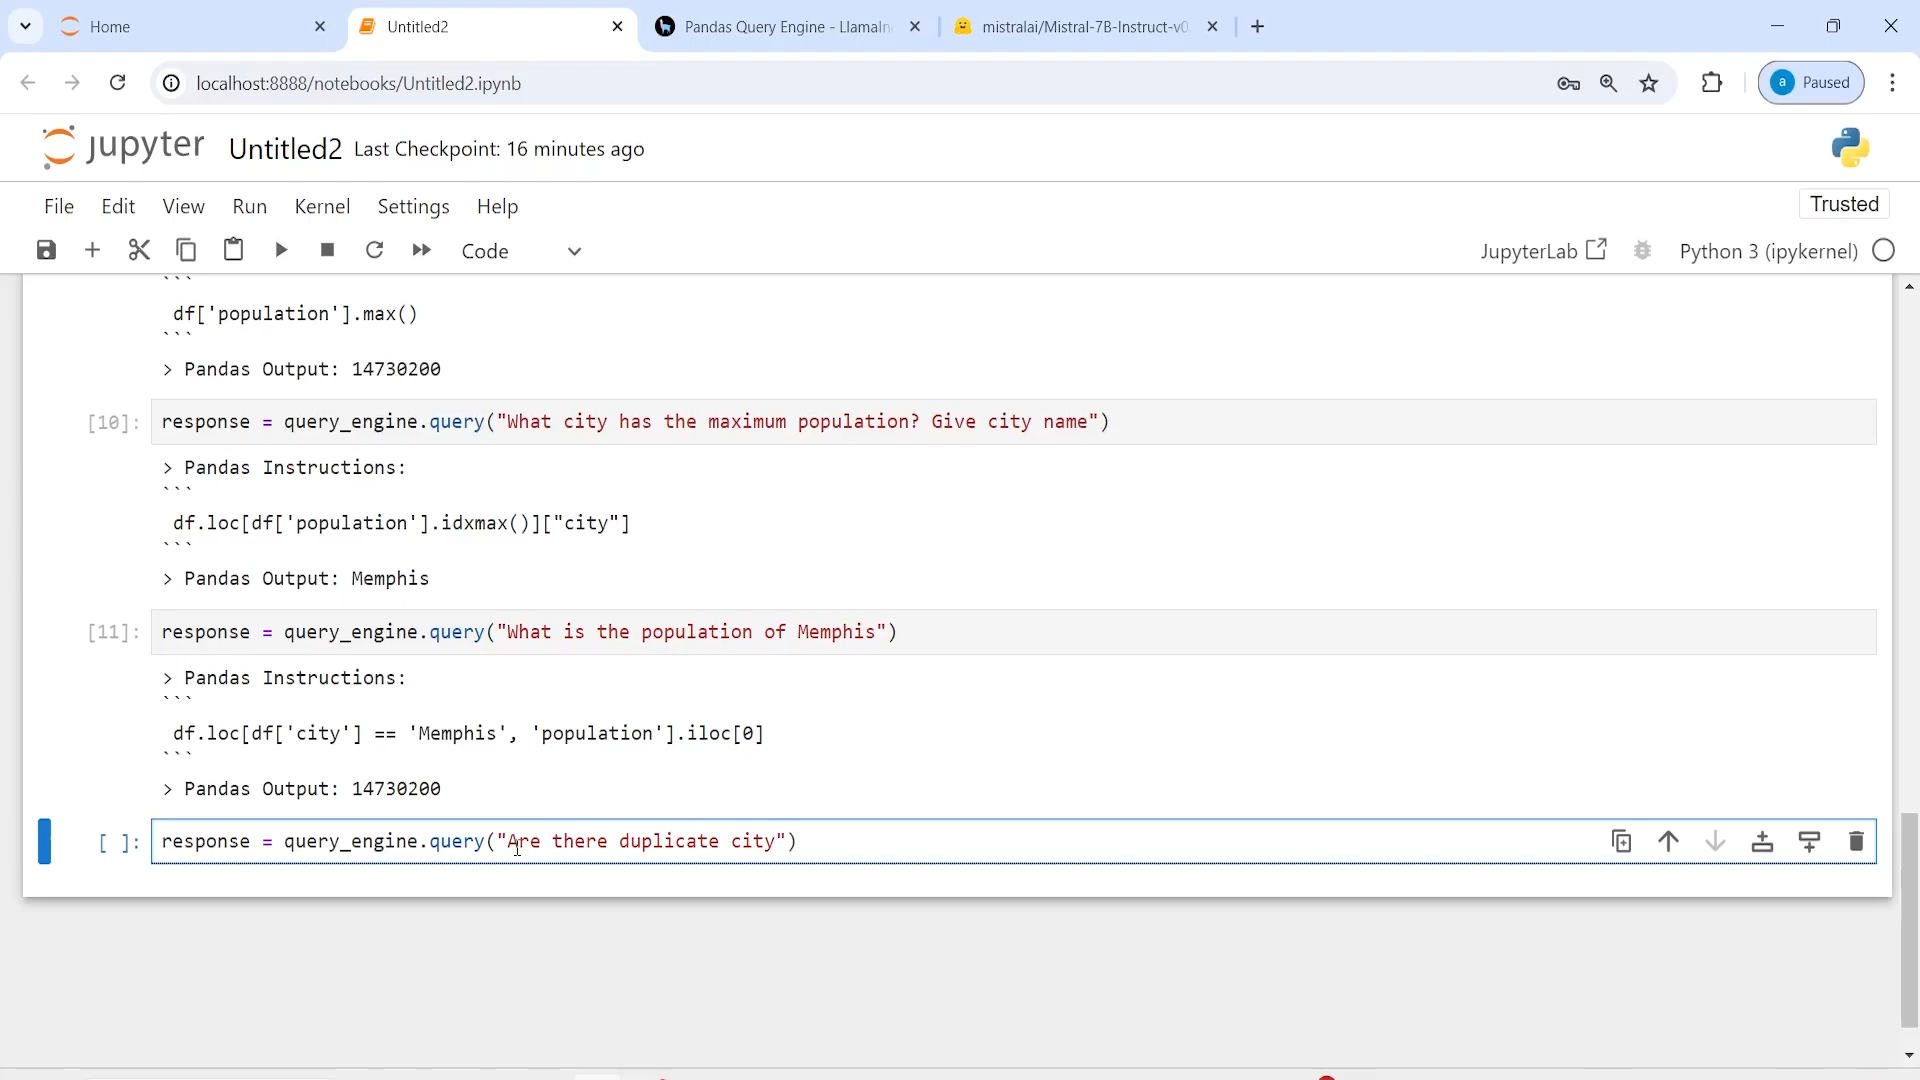 Home
Untitled2
Pandas Query Engine - LlamaIn
mistralai/Mistral-7B-Instruct-v0.
localhost:8888/notebooks/Untitled2.ipynb
a Paused
jupyter Untitled2 Last Checkpoint: 16 minutes ago
File Edit View Run Kernel Settings Help
Trusted
Code
JupyterLab
Python 3 (ipykernel)
```
df['population'].max()
```
> Pandas Output: 14730200
[10]: response = query_engine.query("What city has the maximum population? Give city name")
> Pandas Instructions:
```
df.loc[df['population'].idxmax()]["city"]
```
> Pandas Output: Memphis
[11]: response = query_engine.query("What is the population of Memphis")
> Pandas Instructions:
```
df.loc[df['city'] == 'Memphis', 'population'].iloc[0]
```
> Pandas Output: 14730200
[ ]: response = query_engine.query("Are there duplicate city")